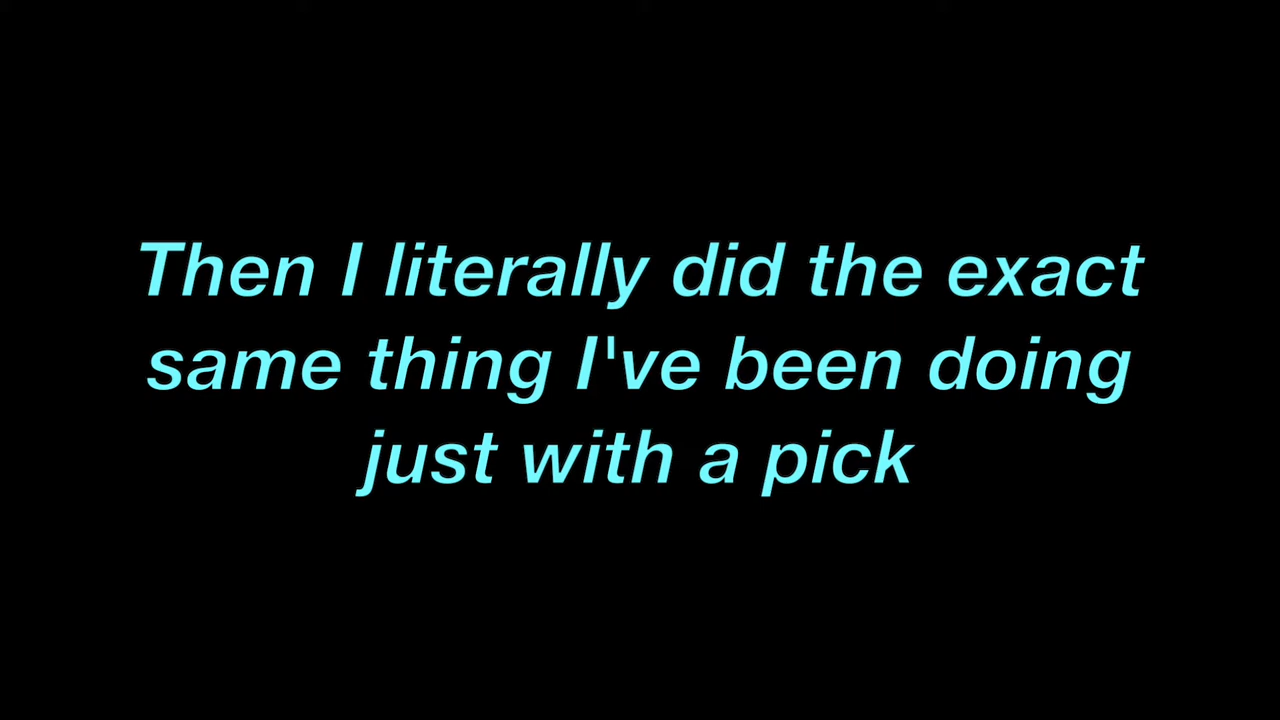 Then I literally did the exact
same thing I've been doing
just with a pick